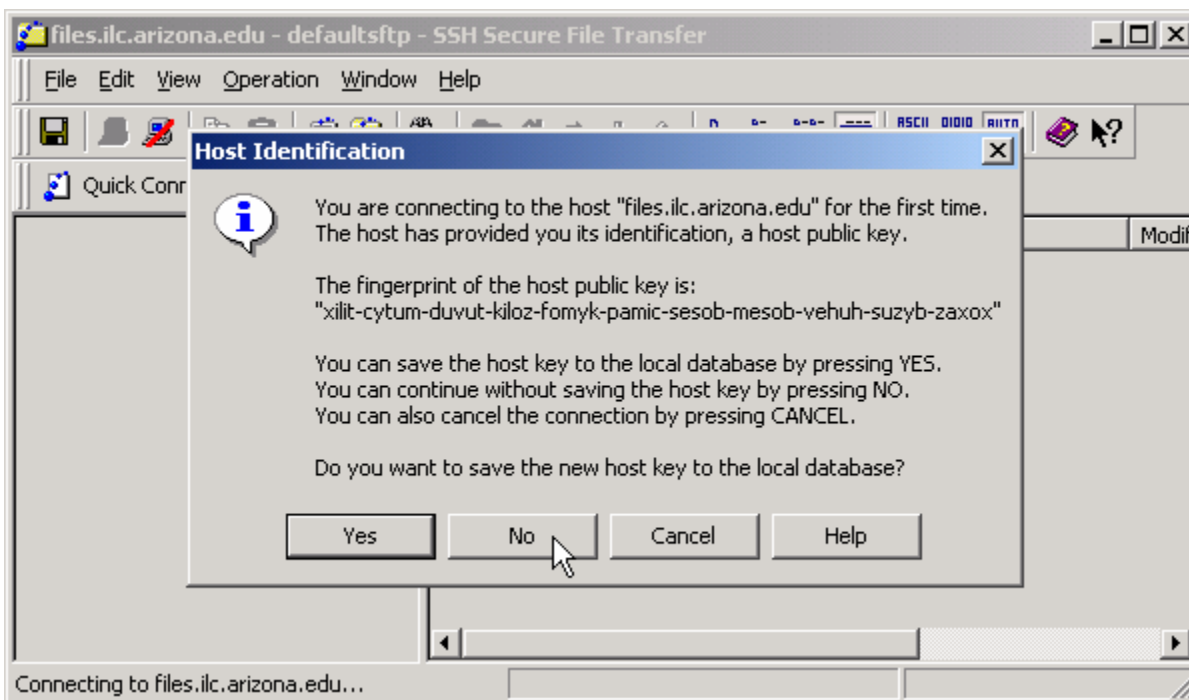 files.ilc.arizona.edu - defaultsftp - SSH Secure File Transfer
File Edit View Operation Window Help
ASCII
Quick Conn
Host Identification
You are connecting to the host "files.ilc.arizona.edu" for the first time.
The host has provided you its identification, a host public key.
The fingerprint of the host public key is:
"xilit-cytum-duvut-kiloz-fomyk-pamic-sesob-mesob-vehuh-suzyb-zaxox"
You can save the host key to the local database by pressing YES.
You can continue without saving the host key by pressing NO.
You can also cancel the connection by pressing CANCEL.
Do you want to save the new host key to the local database?
Yes No Cancel Help
Modif
Connecting to files.ilc.arizona.edu...